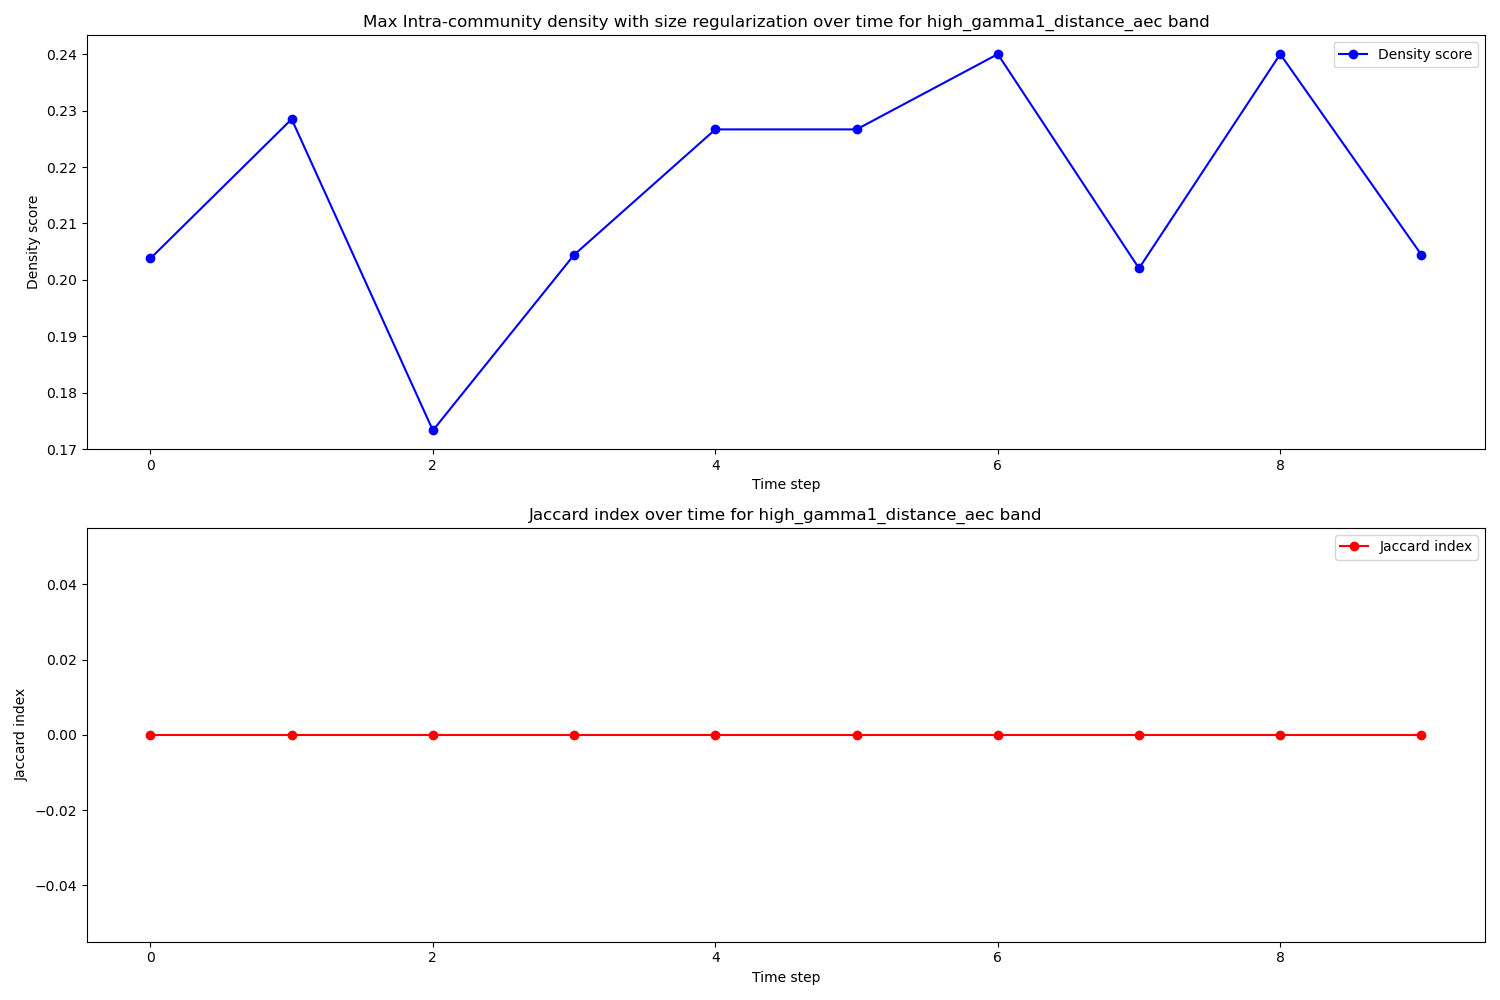 Max Intra-community density with size regularization over time for high_gamma1_distance_aec band
Density score
0.24
0.23
0.22
0.21
0.20
0.19
0.18
0.17
Density score
0 2 4 6 8
Time step
Jaccard index over time for high_gamma1_distance_aec band
Jaccard index
0.04
0.02
0.00
−0.02
−0.04
Jaccard index
0 2 4 6 8
Time step